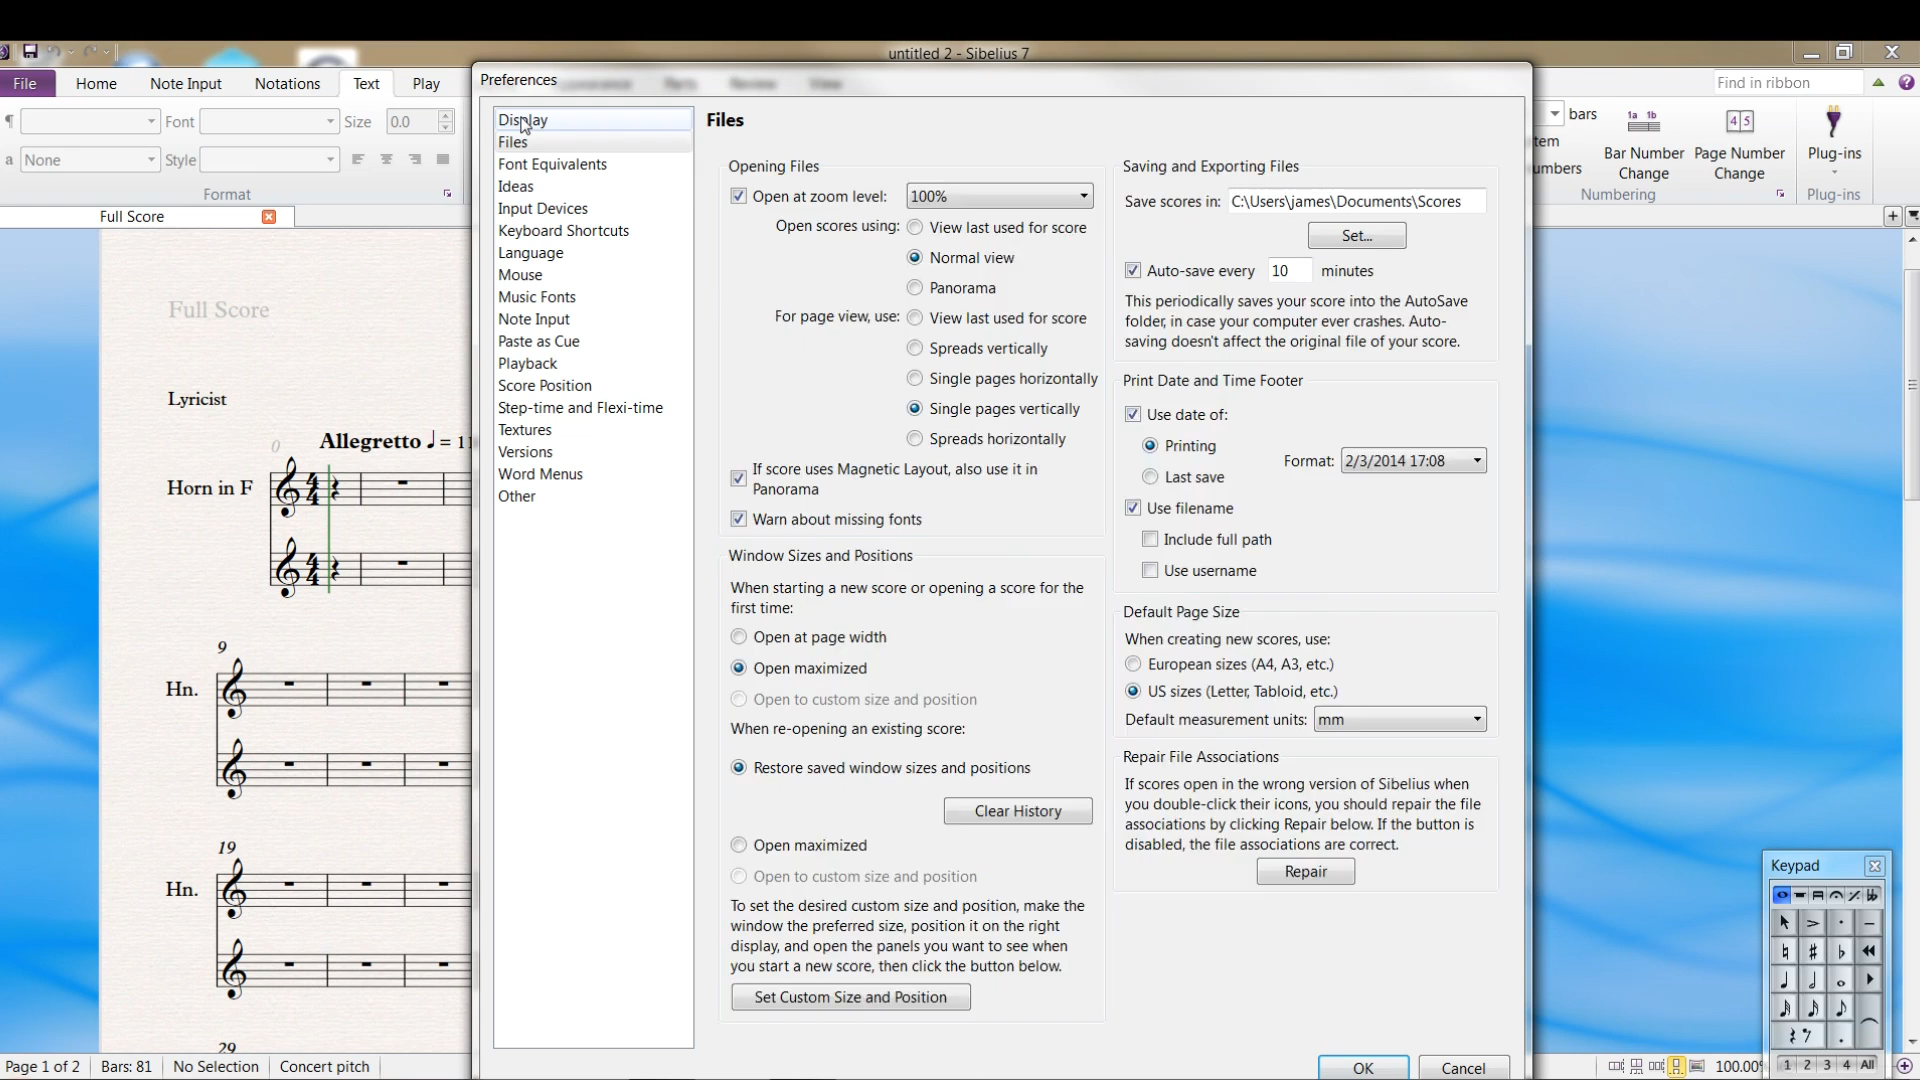 untitled 2 - Sibelius 7
File Home Note Input Notations Text Play
Find in ribbon
Font Size 0.0
a None Style
Format
bars
Bar Number Change
Page Number Change
Plug-ins
Numbering
Plug-ins
Full Score
Full Score
Lyricist
0 Allegretto ♩ = 11
Horn in F
9
Hn.
19
Hn.
29
Preferences
Display
Files
Font Equivalents
Ideas
Input Devices
Keyboard Shortcuts
Language
Mouse
Music Fonts
Note Input
Paste as Cue
Playback
Score Position
Step-time and Flexi-time
Textures
Versions
Word Menus
Other
Files
Opening Files
Open at zoom level: 100%
Open scores using: View last used for score
Normal view
Panorama
For page view, use: View last used for score
Spreads vertically
Single pages horizontally
Single pages vertically
Spreads horizontally
If score uses Magnetic Layout, also use it in
Panorama
Warn about missing fonts
Window Sizes and Positions
When starting a new score or opening a score for the
first time:
Open at page width
Open maximized
Open to custom size and position
When re-opening an existing score:
Restore saved window sizes and positions
Clear History
Open maximized
Open to custom size and position
To set the desired custom size and position, make the
window the preferred size, position it on the right
display, and open the panels you want to see when
you start a new score, then click the button below.
Set Custom Size and Position
Saving and Exporting Files
Save scores in: C:\Users\james\Documents\Scores
Set...
Auto-save every 10 minutes
This periodically saves your score into the AutoSave
folder, in case your computer ever crashes. Auto-
saving doesn't affect the original file of your score.
Print Date and Time Footer
Use date of:
Printing
Format: 2/3/2014 17:08
Last save
Use filename
Include full path
Use username
Default Page Size
When creating new scores, use:
European sizes (A4, A3, etc.)
US sizes (Letter, Tabloid, etc.)
Default measurement units: mm
Repair File Associations
If scores open in the wrong version of Sibelius when
you double-click their icons, you should repair the file
associations by clicking Repair below. If the button is
disabled, the file associations are correct.
Repair
OK Cancel
Keypad
1 2 3 4 All
Page 1 of 2 Bars: 81 No Selection Concert pitch
100.00%